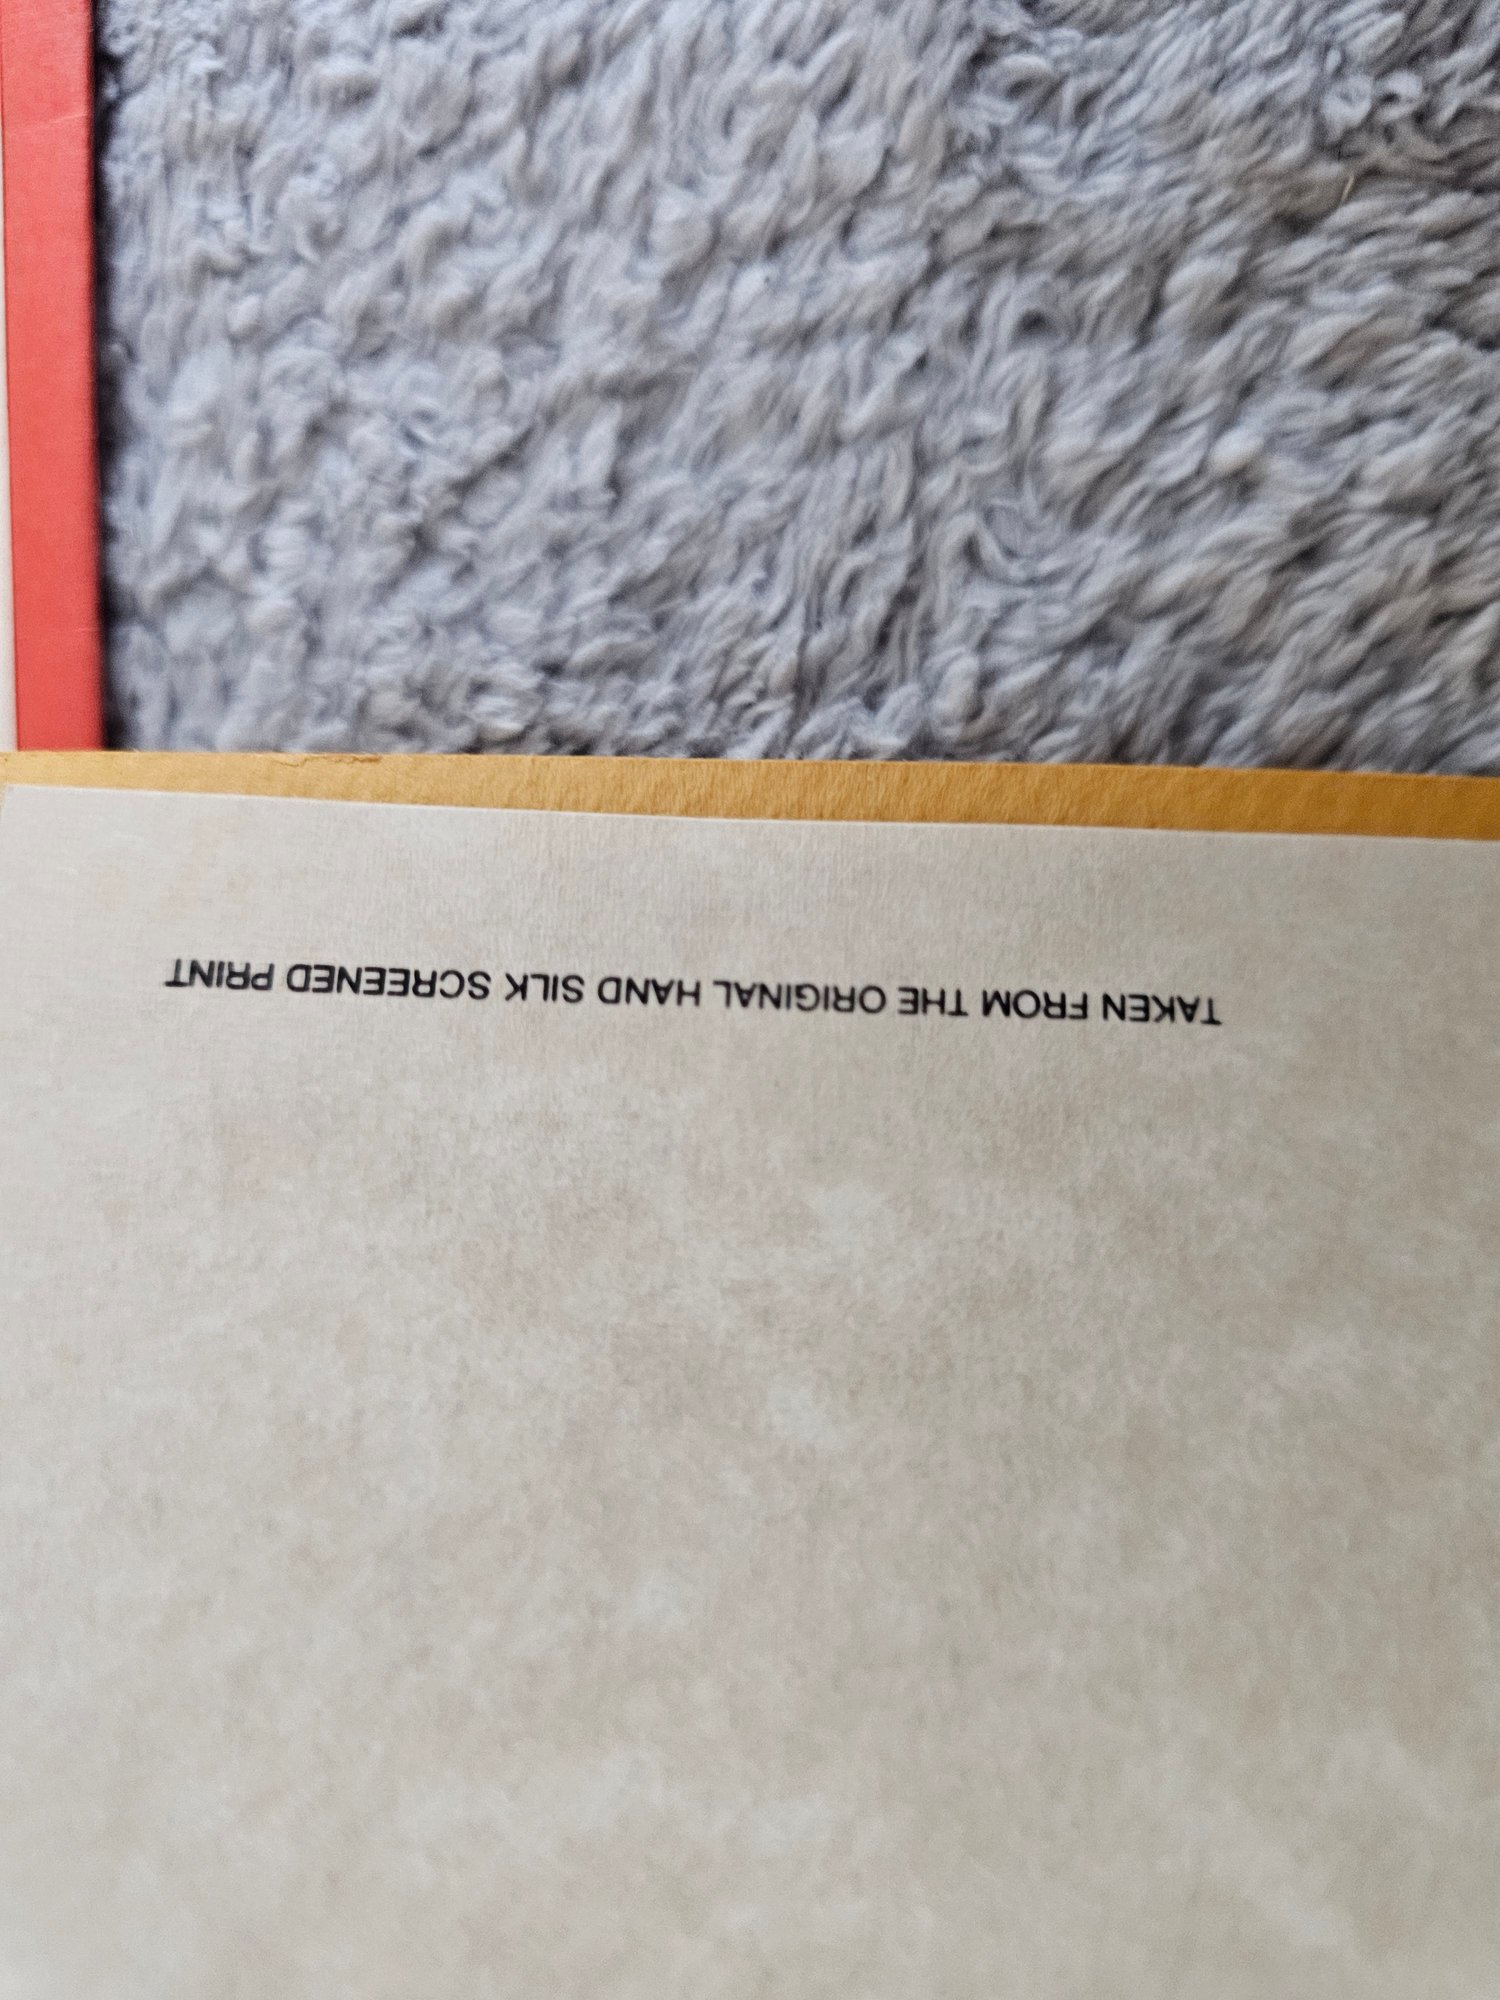 TAKEN FROM THE ORIGINAL HAND SILK SCREENED PRINT